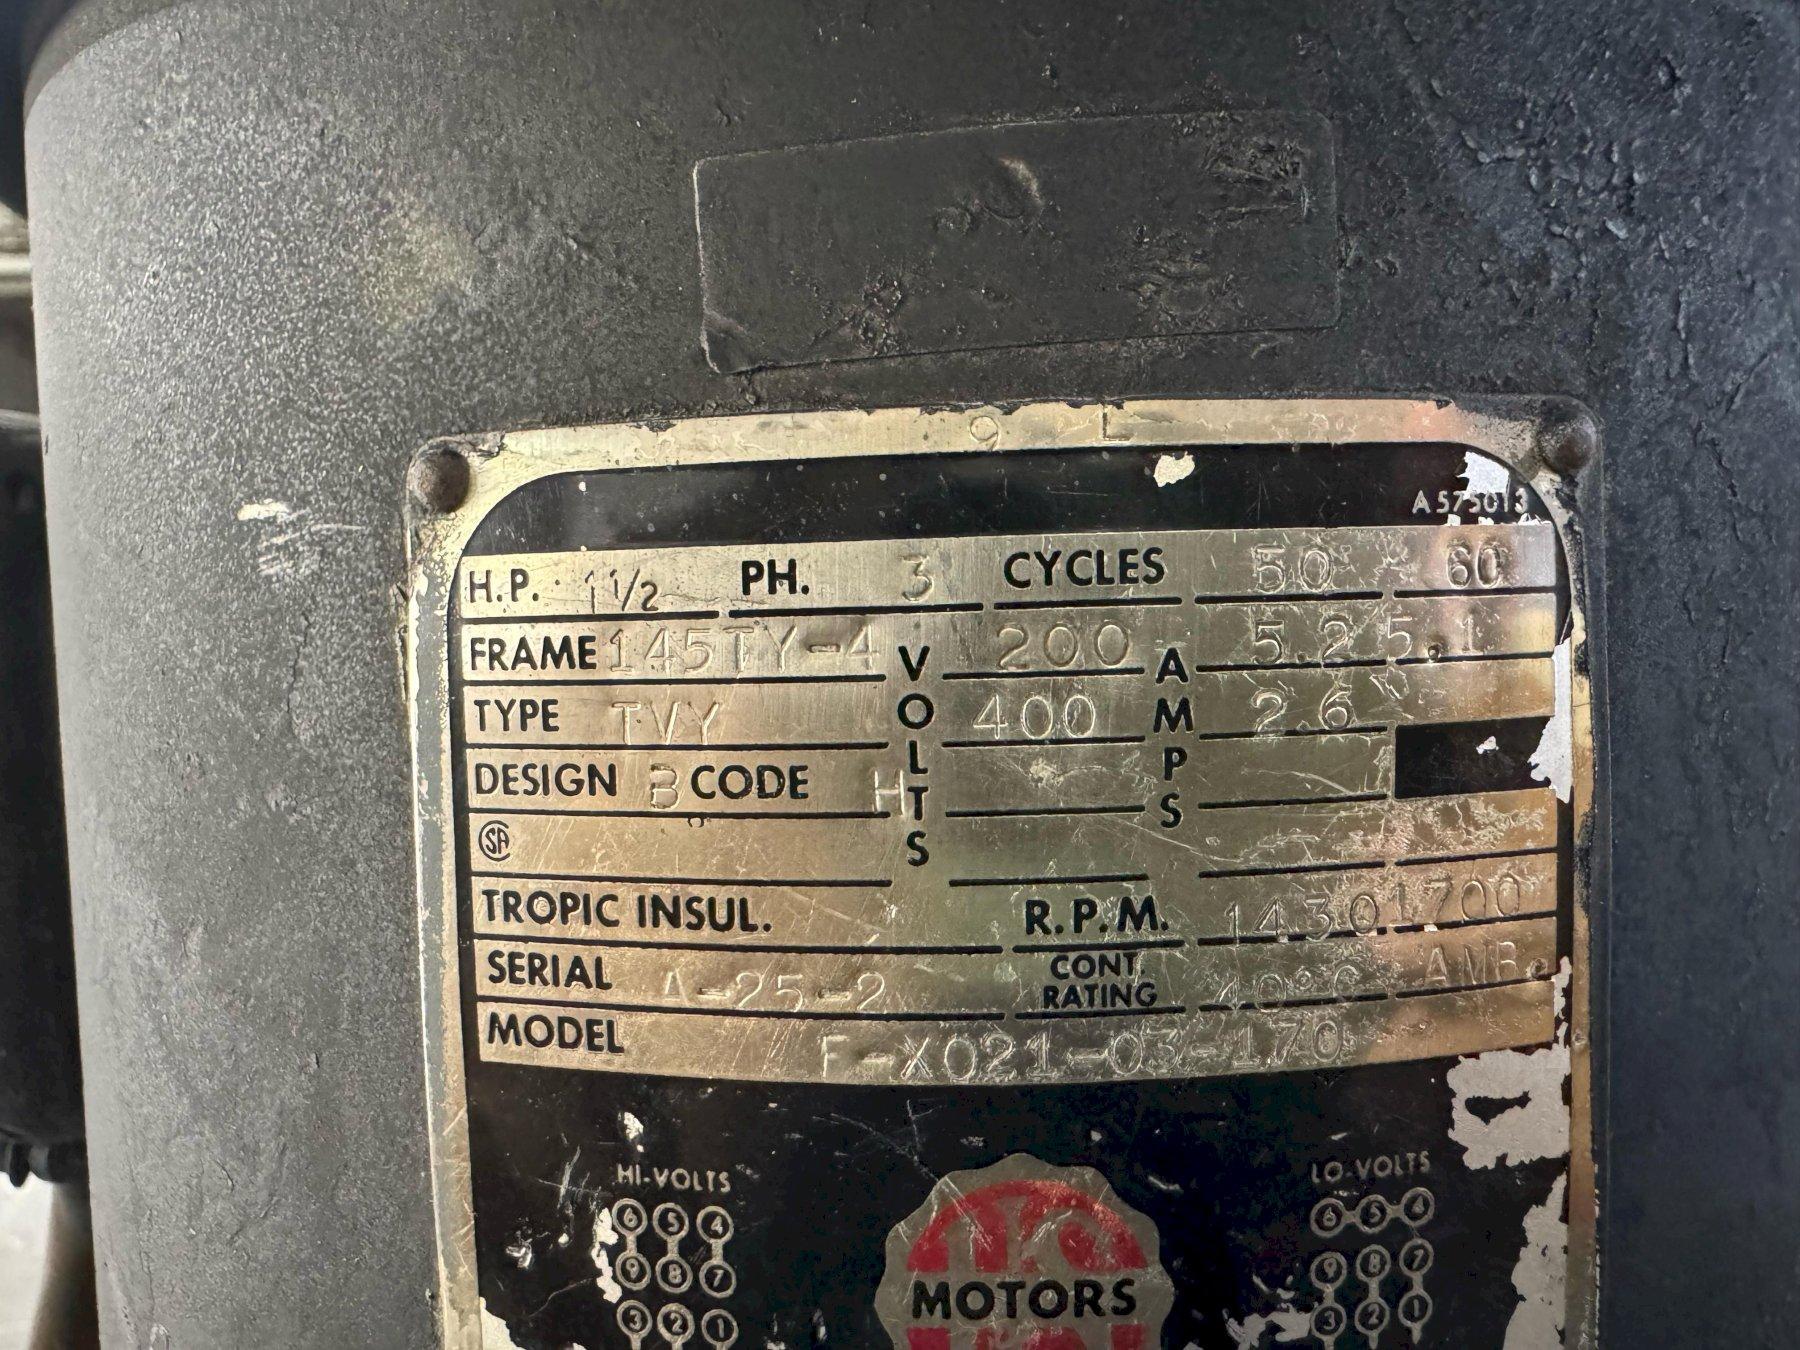 9 L
A 575013
H.P. 1 1/2 PH. 3 CYCLES 50 60
FRAME 145TY-4 VOLTS 200 AMPS 5.2 5.1
TYPE TVY 400 2.6
DESIGN B CODE H
SA
TROPIC INSUL. R.P.M. 1430 1700
SERIAL A-25-2 CONT. RATING 40°C AMB.
MODEL F-X021-03-170
HI-VOLTS LO-VOLTS
6 5 4 6 5 4
9 8 7 9 8 7
3 2 1 3 2 1
MOTORS